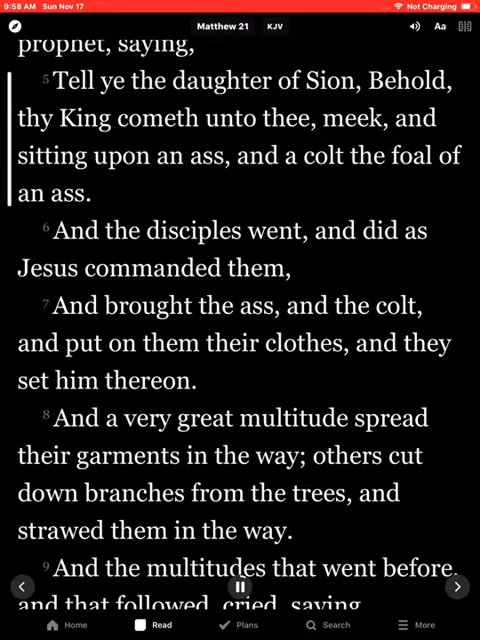 9:58 AM Sun Nov 17
Not Charging
Matthew 21 KJV Aa
prophet, saying,
5 Tell ye the daughter of Sion, Behold,
thy King cometh unto thee, meek, and
sitting upon an ass, and a colt the foal of
an ass.
6 And the disciples went, and did as
Jesus commanded them,
7 And brought the ass, and the colt,
and put on them their clothes, and they
set him thereon.
8 And a very great multitude spread
their garments in the way; others cut
down branches from the trees, and
strawed them in the way.
9 And the multitudes that went before,
and that followed, cried, saying
Home Read Plans Search More